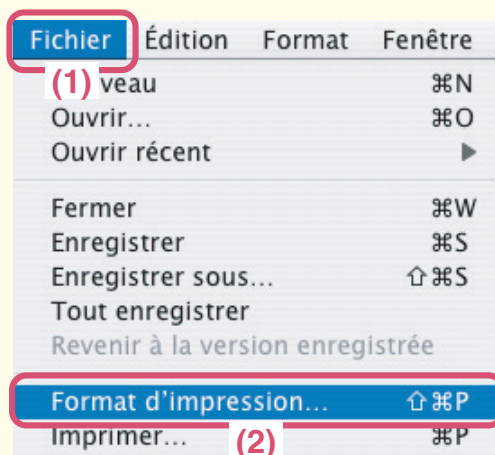 Fichier Édition Format Fenêtre
(1) veau ⌘N
Ouvrir... ⌘O
Ouvrir récent ▶
Fermer ⌘W
Enregistrer ⌘S
Enregistrer sous... ⇧⌘S
Tout enregistrer
Revenir à la version enregistrée
Format d'impression... ⇧⌘P
Imprimer... (2) ⌘P